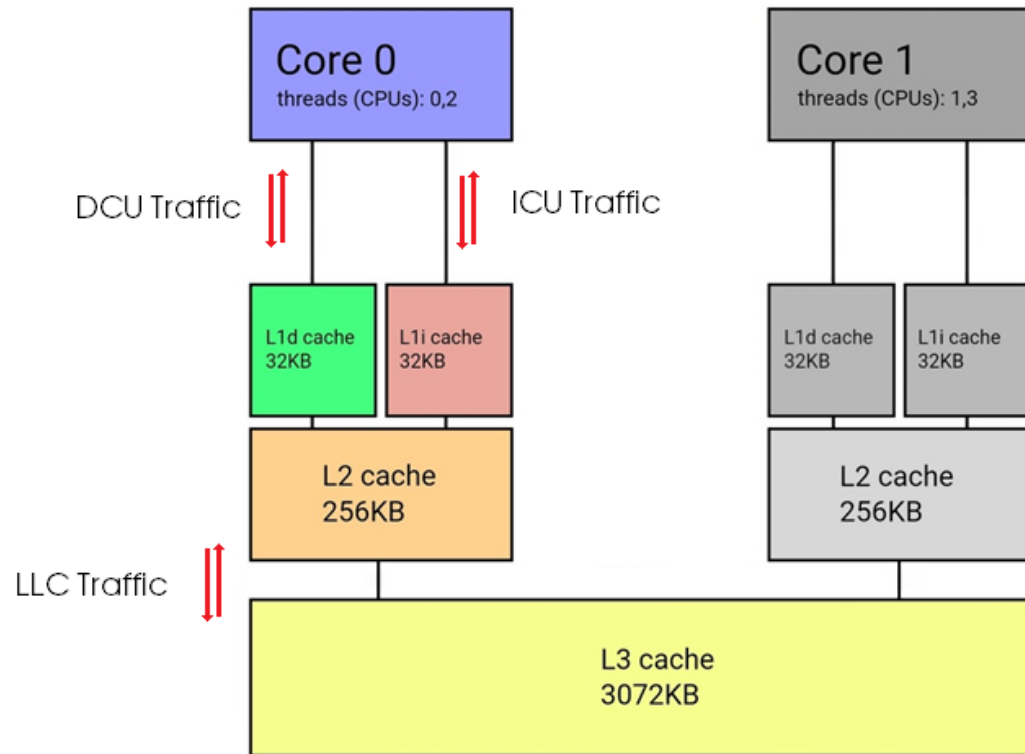 Core 0
threads (CPUs): 0,2
Core 1
threads (CPUs): 1,3
DCU Traffic
ICU Traffic
L1d cache
32KB
L1i cache
32KB
L1d cache
32KB
L1i cache
32KB
L2 cache
256KB
L2 cache
256KB
LLC Traffic
L3 cache
3072KB